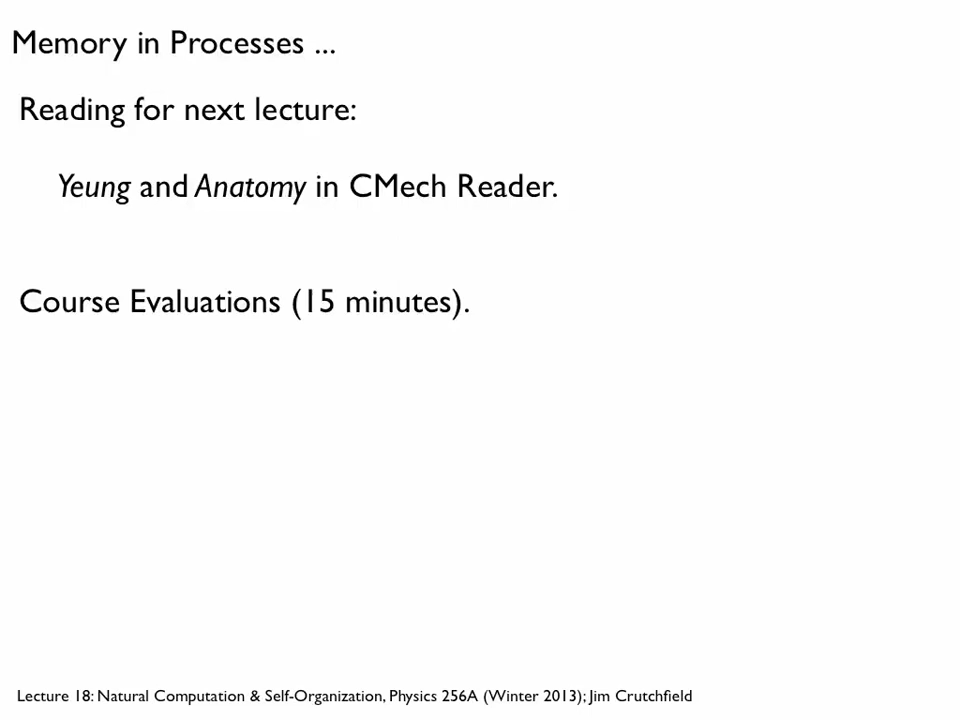 Memory in Processes ...
Reading for next lecture:
Yeung and Anatomy in CMech Reader.
Course Evaluations (15 minutes).
Lecture 18: Natural Computation & Self-Organization, Physics 256A (Winter 2013); Jim Crutchfield